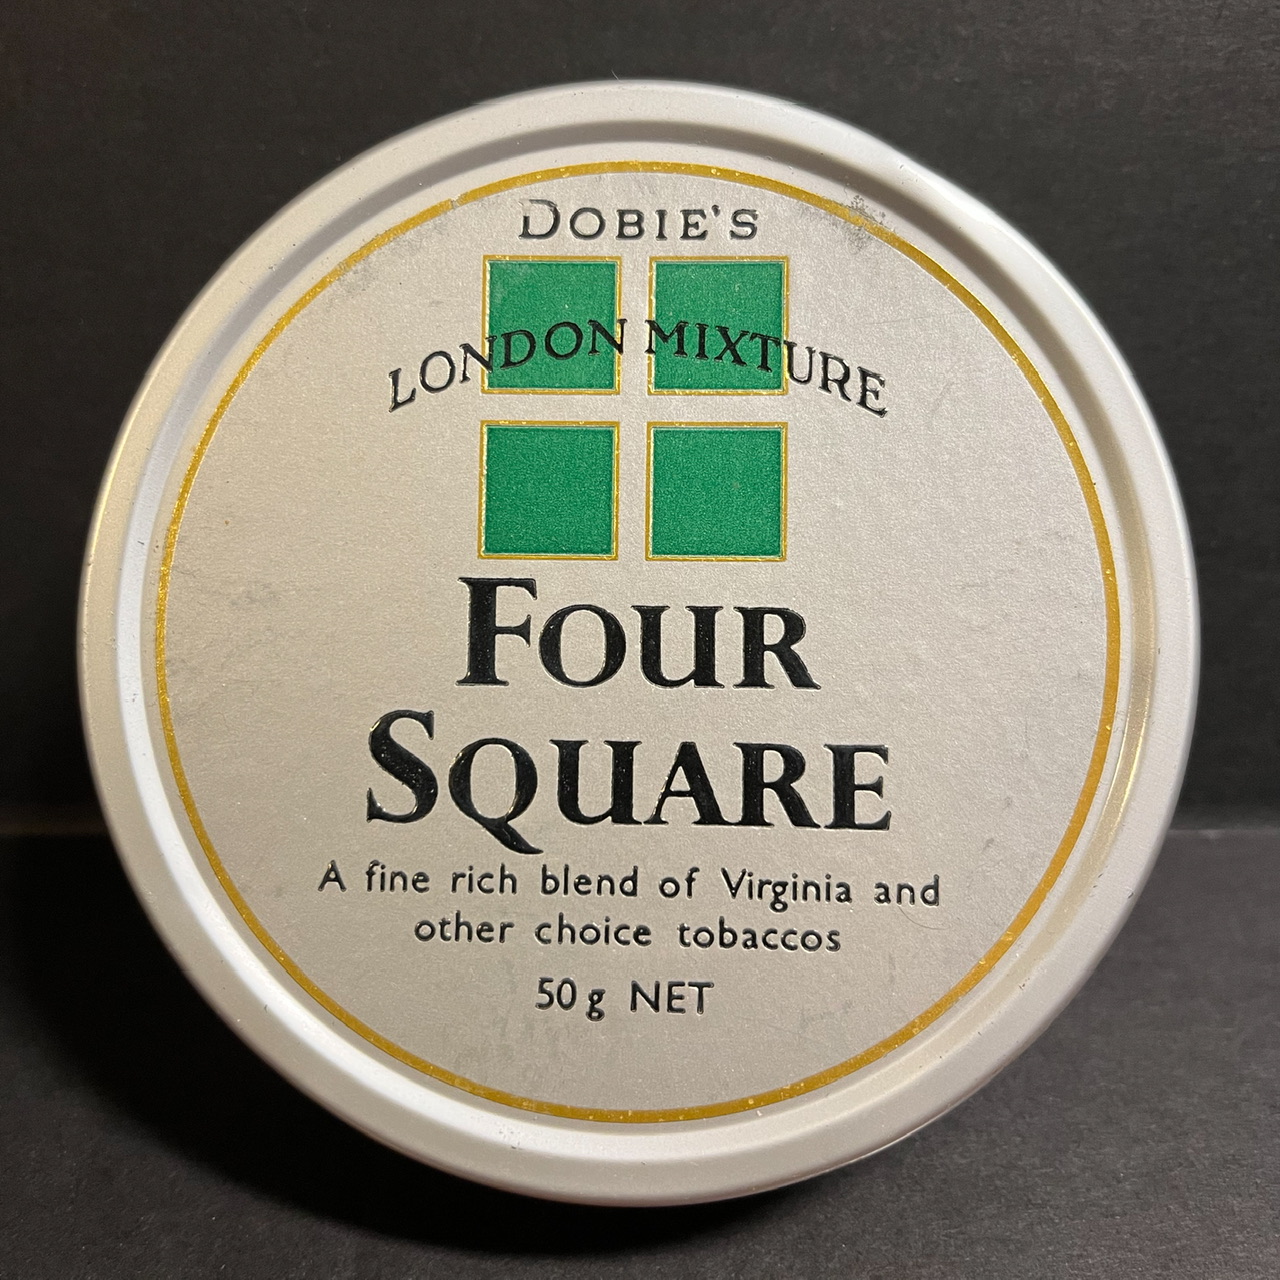 DOBIE'S
LONDON MIXTURE
FOUR
SQUARE
A fine rich blend of Virginia and
other choice tobaccos
50g NET